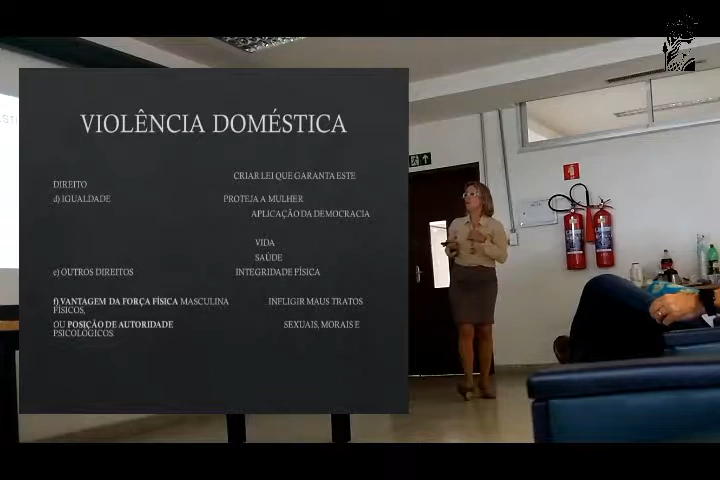 VIOLÊNCIA DOMÉSTICA
CRIAR LEI QUE GARANTA ESTE
DIREITO
d) IGUALDADE PROTEJA A MULHER
APLICAÇÃO DA DEMOCRACIA
VIDA
SAÚDE
e) OUTROS DIREITOS INTEGRIDADE FÍSICA
f) VANTAGEM DA FORÇA FÍSICA MASCULINA INFLIGIR MAUS TRATOS
FÍSICOS,
OU POSIÇÃO DE AUTORIDADE SEXUAIS, MORAIS E
PSICOLÓGICOS